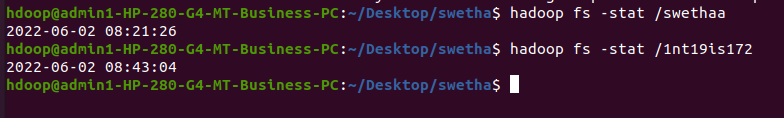 hdoop@admin1-HP-280-G4-MT-Business-PC:~/Desktop/swetha$ hadoop fs -stat /swethaa
2022-06-02 08:21:26
hdoop@admin1-HP-280-G4-MT-Business-PC:~/Desktop/swetha$ hadoop fs -stat /1nt19is172
2022-06-02 08:43:04
hdoop@admin1-HP-280-G4-MT-Business-PC:~/Desktop/swetha$